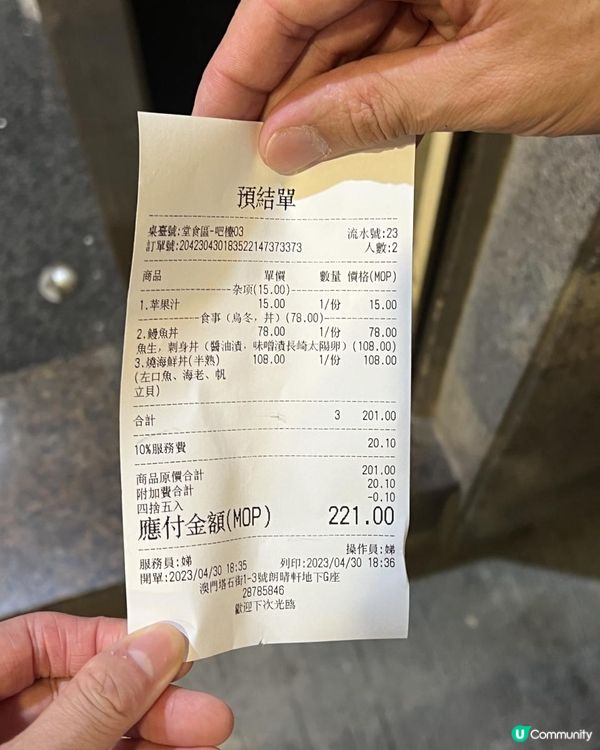 預結單
桌臺號:堂食區-吧檯03 流水號:23
訂單號:204230430183522147373373 人數:2
商品 單價 數量 價格(MOP)
杂项(15.00)
1.苹果汁 15.00 1/份 15.00
食事（烏冬，丼）(78.00)
2.鰻魚丼 78.00 1/份 78.00
魚生，刺身丼（醬油漬，味噌漬長崎太陽卵）(108.00)
3.燒海鮮丼(半熟) 108.00 1/份 108.00
(左口魚、海老、帆
立貝)
合計 3 201.00
10%服務費 20.10
商品原價合計 201.00
附加費合計 20.10
四捨五入 -0.10
應付金額(MOP) 221.00
操作員:娣
服務員:娣
開單:2023/04/30 18:35 列印:2023/04/30 18:36
澳門塔石街1-3號朗晴軒地下G座
28785846
歡迎下次光臨
U Community